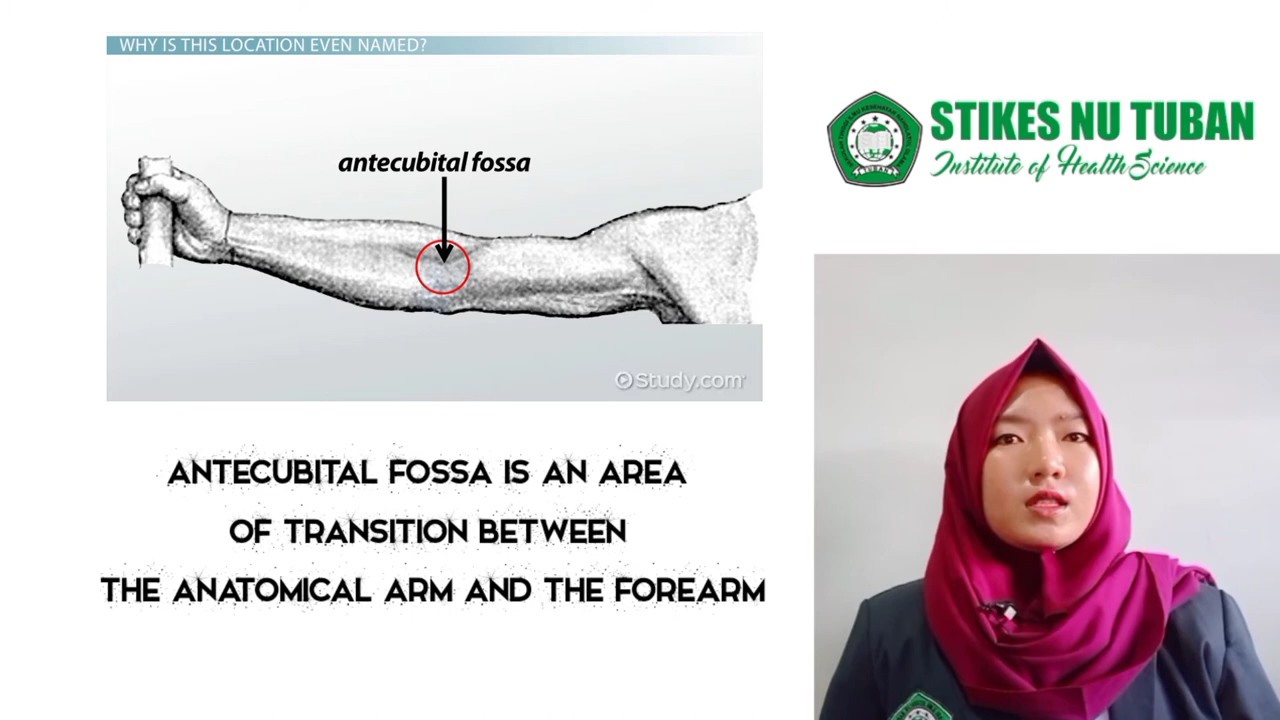 WHY IS THIS LOCATION EVEN NAMED?
antecubital fossa
Study.com
ANTECUBITAL FOSSA IS AN AREA
OF TRANSITION BETWEEN
THE ANATOMICAL ARM AND THE FOREARM
STIKES NU TUBAN
Institute of Health Science
TUBAN